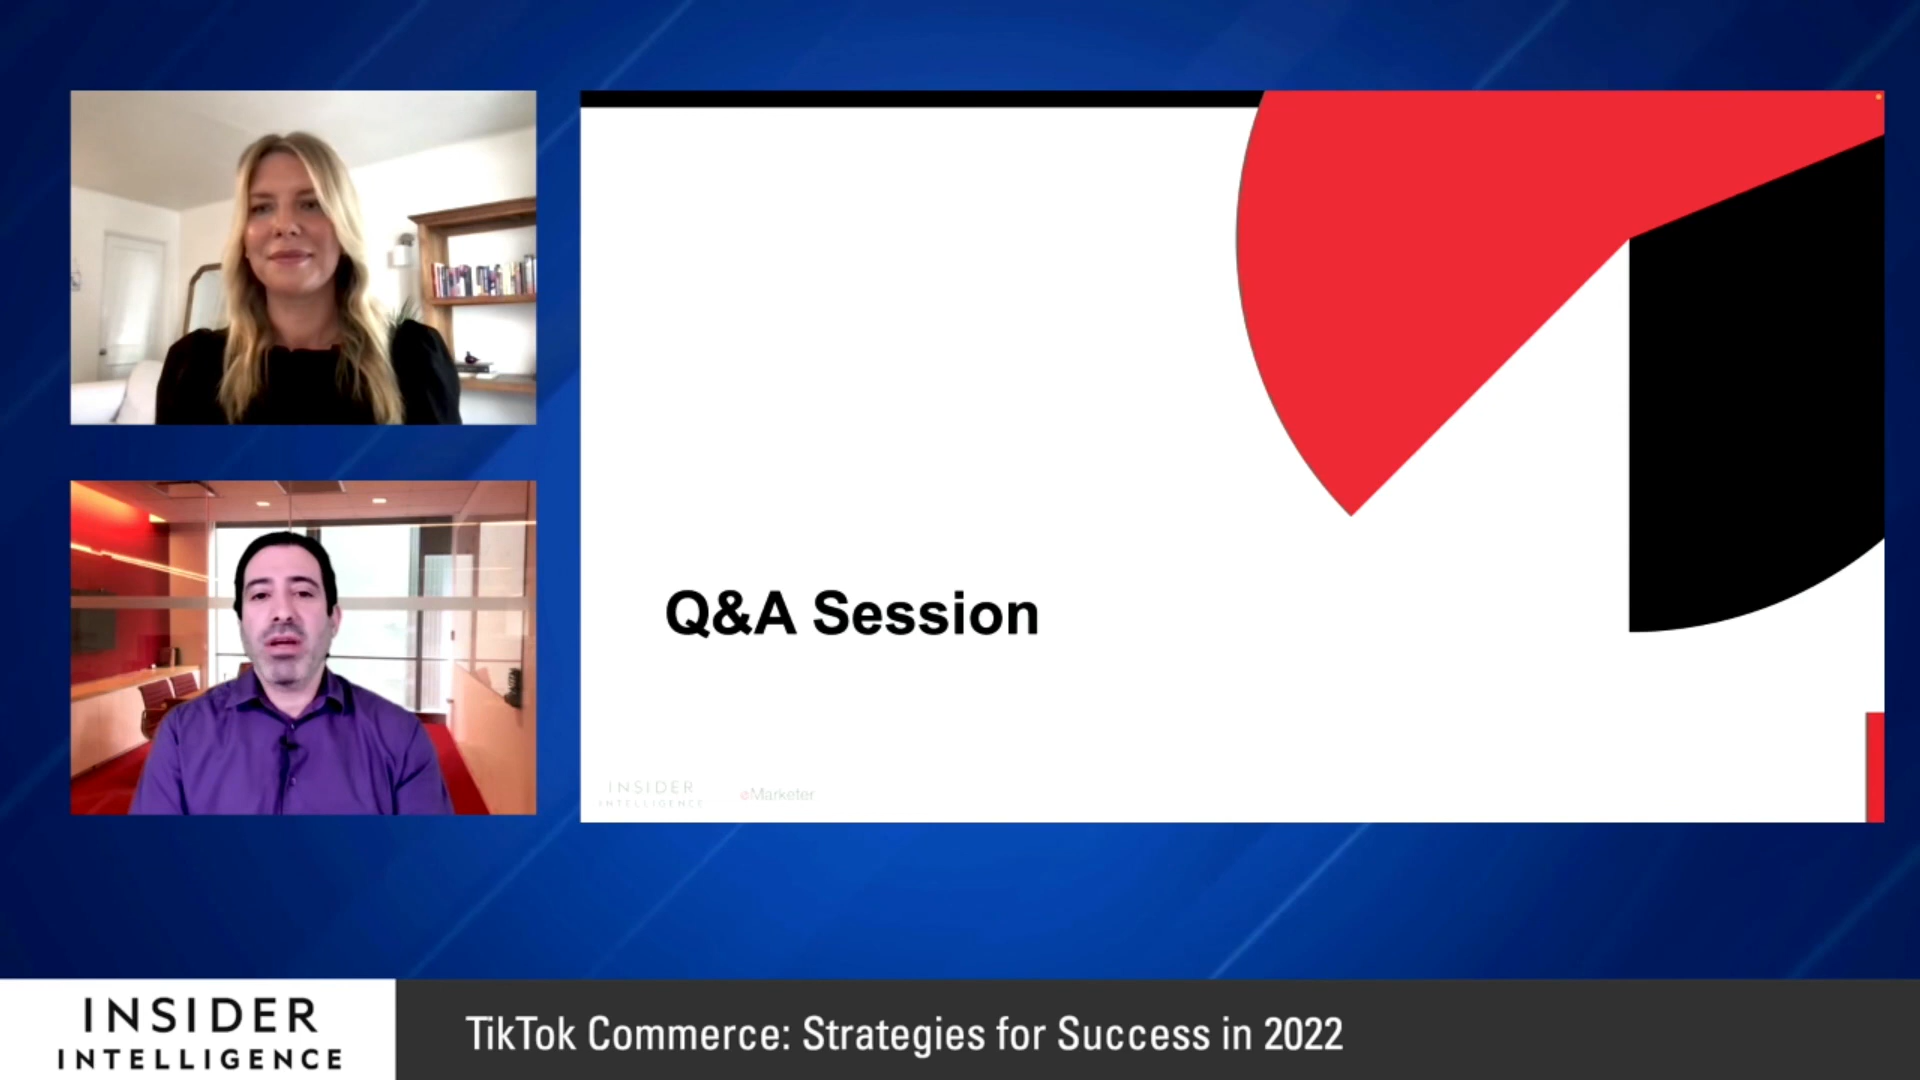 Q&A Session
INSIDER
INTELLIGENCE
eMarketer
INSIDER
INTELLIGENCE
TikTok Commerce: Strategies for Success in 2022